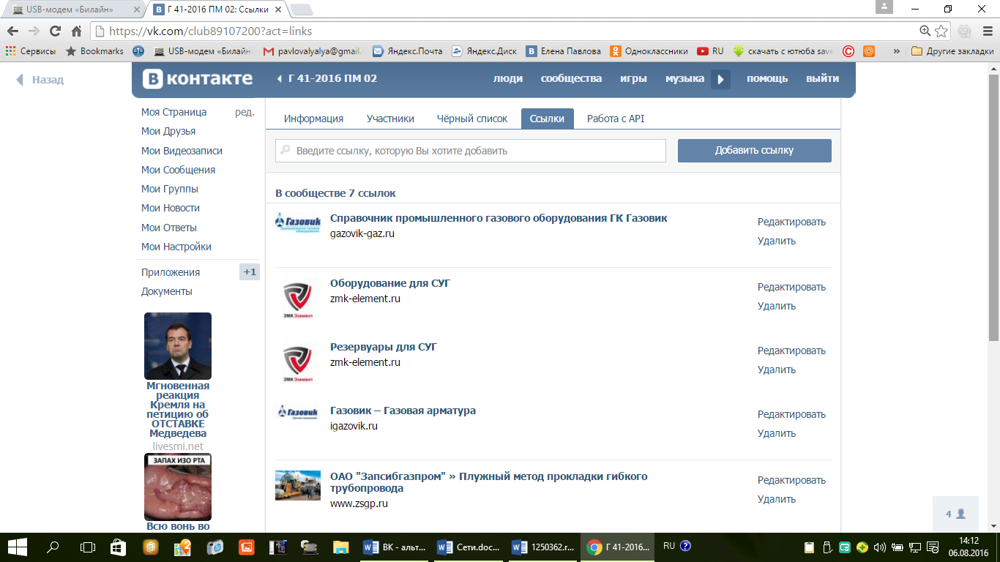 USB-модем «Билайн»
Г 41-2016 ПМ 02: Ссылки
https://vk.com/club89107200?act=links
Сервисы
Bookmarks
USB-модем «Билайн
pavlovalyalya@gmail.
Яндекс.Почта
Яндекс.Диск
Елена Павлова
Одноклассники
RU
скачать с ютюба save
»
Другие закладки
Назад
В контакте
Г 41-2016 ПМ 02
люди
сообщества
игры
музыка
помощь
выйти
Моя Страница
ред.
Мои Друзья
Мои Видеозаписи
Мои Сообщения
Мои Группы
Мои Новости
Мои Ответы
Мои Настройки
Приложения
+1
Документы
Мгновенная
реакция
Кремля на
петицию об
ОТСТАВКЕ
Медведева
livesmi.net
ЗАПАХ ИЗО РТА
Всю вонь во
Информация
Участники
Чёрный список
Ссылки
Работа с API
Введите ссылку, которую Вы хотите добавить
Добавить ссылку
В сообществе 7 ссылок
Газовик
Справочник промышленного газового оборудования ГК Газовик
gazovik-gaz.ru
Редактировать
Удалить
ЗМК Элемент
Оборудование для СУГ
zmk-element.ru
Редактировать
Удалить
ЗМК Элемент
Резервуары для СУГ
zmk-element.ru
Редактировать
Удалить
Газовик
Газовик – Газовая арматура
igazovik.ru
Редактировать
Удалить
ОАО "Запсибгазпром" » Плужный метод прокладки гибкого
трубопровода
www.zsgp.ru
Редактировать
Удалить
4
ВК - альт...
Сети.doc...
1250362.r...
Г 41-2016...
RU
14:12
06.08.2016